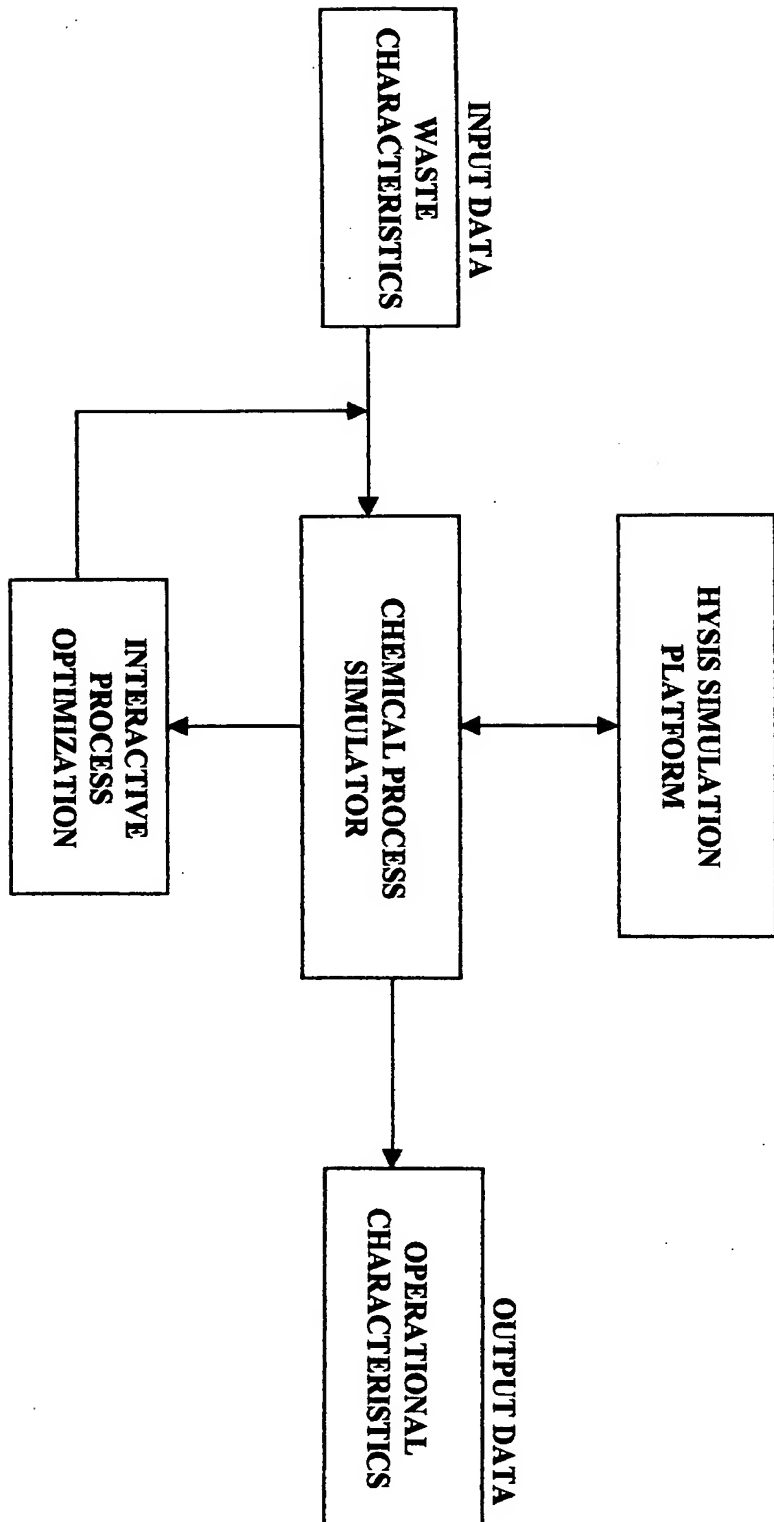 INPUT DATA
WASTE
CHARACTERISTICS
HYSIS SIMULATION
PLATFORM
CHEMICAL PROCESS
SIMULATOR
INTERACTIVE
PROCESS
OPTIMIZATION
OUTPUT DATA
OPERATIONAL
CHARACTERISTICS